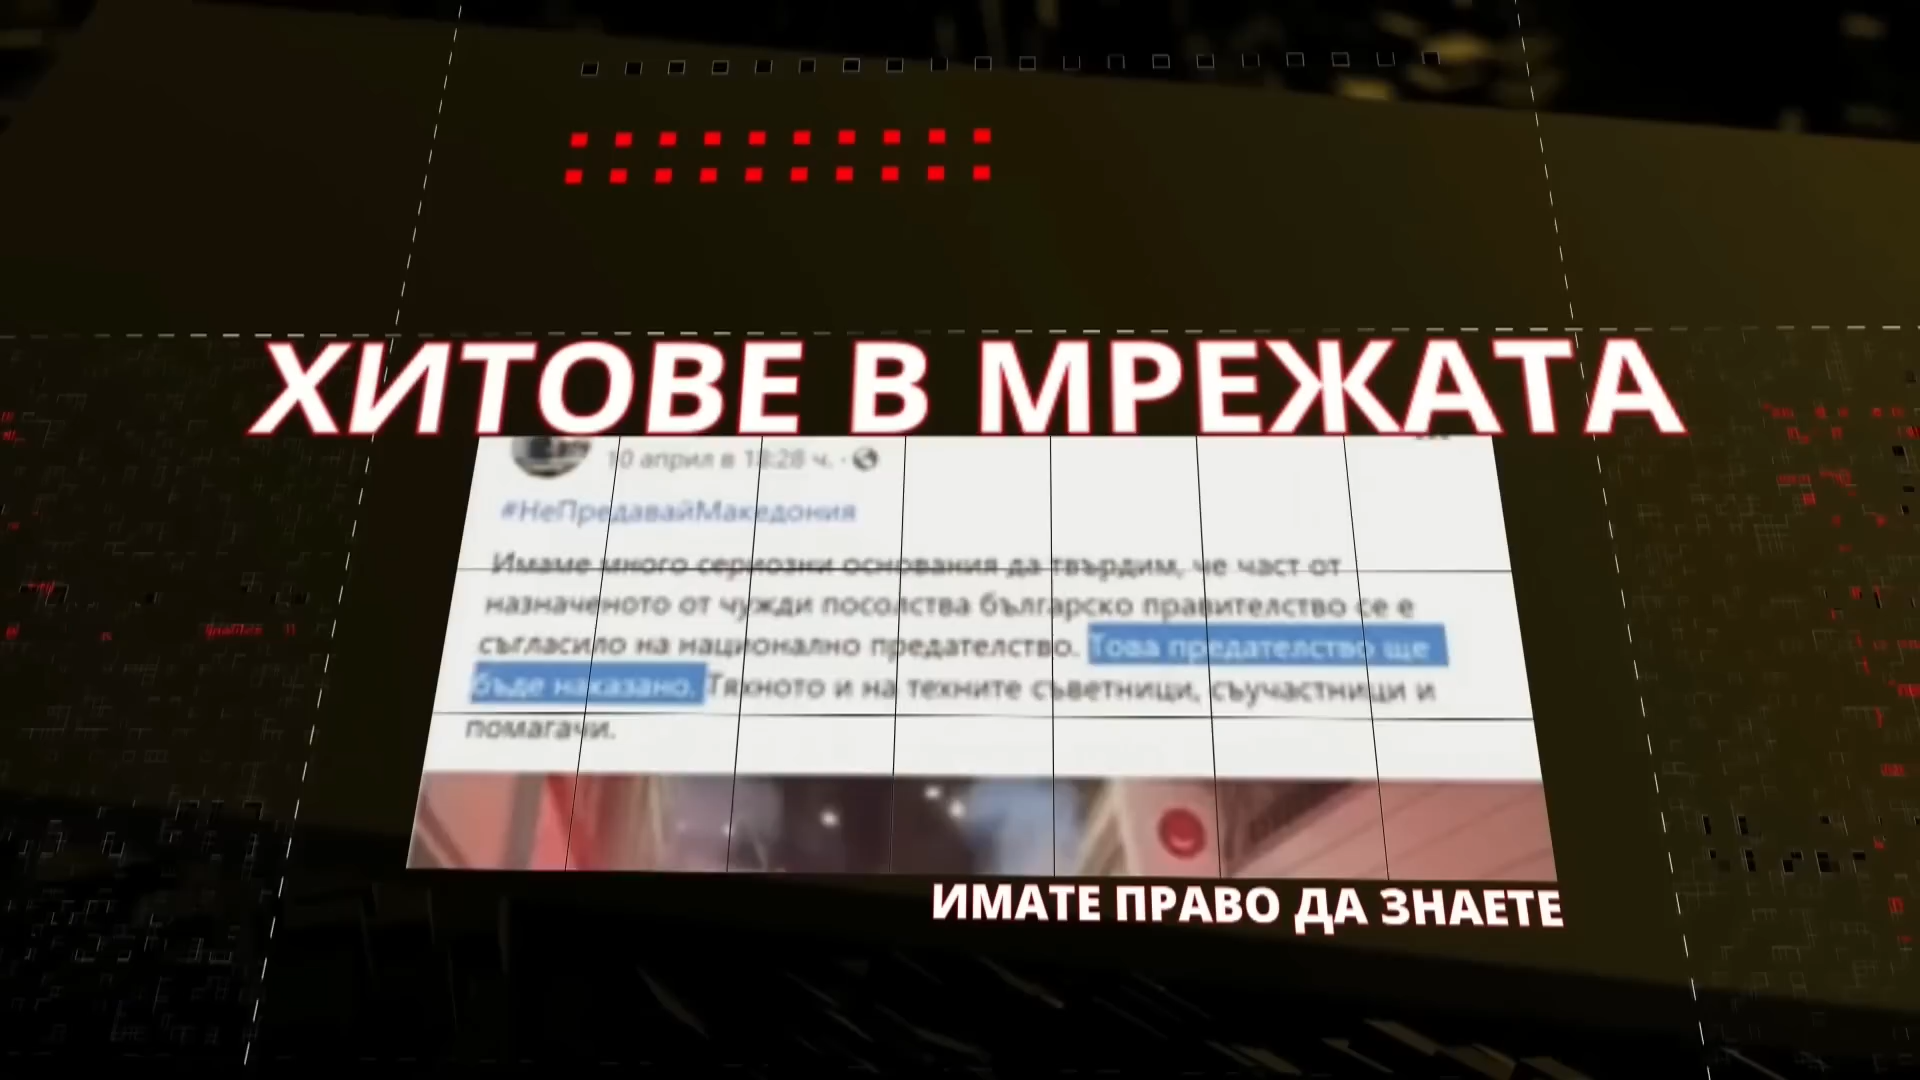 ХИТОВЕ В МРЕЖАТА
10 април в 18:28 ч.
#НеПредавайМакедония
Имаме много сериозни основания да твърдим, че част от
назначеното от чужди посолства българско правителство се е
съгласило на национално предателство. Това предателство ще
бъде наказано. Тяхното и на техните съветници, съучастници и
помагачи.
ИМАТЕ ПРАВО ДА ЗНАЕТЕ